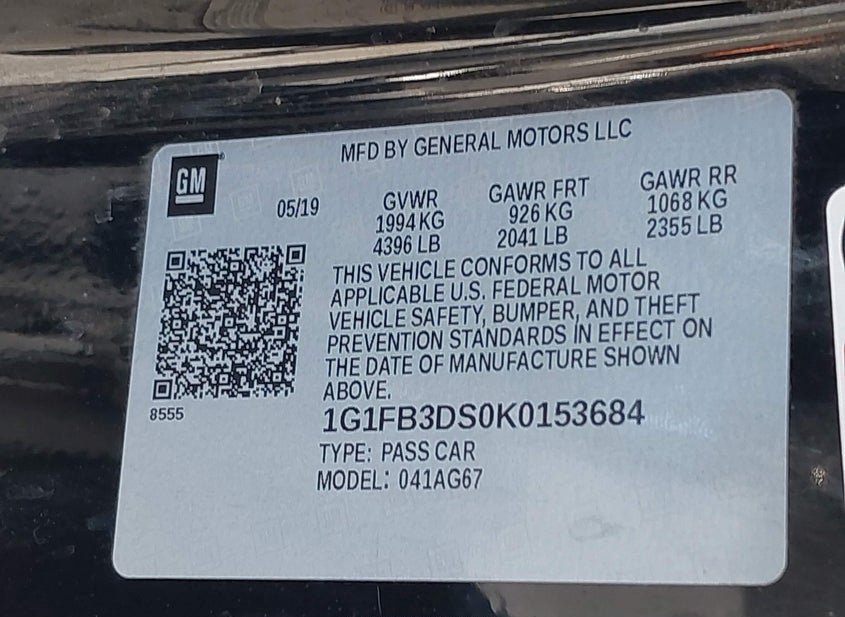 MFD BY GENERAL MOTORS LLC
GM
05/19
GVWR GAWR FRT GAWR RR
1994 KG 926 KG 1068 KG
4396 LB 2041 LB 2355 LB
THIS VEHICLE CONFORMS TO ALL
APPLICABLE U.S. FEDERAL MOTOR
VEHICLE SAFETY, BUMPER, AND THEFT
PREVENTION STANDARDS IN EFFECT ON
THE DATE OF MANUFACTURE SHOWN
ABOVE.
8555
1G1FB3DS0K0153684
TYPE: PASS CAR
MODEL: 041AG67